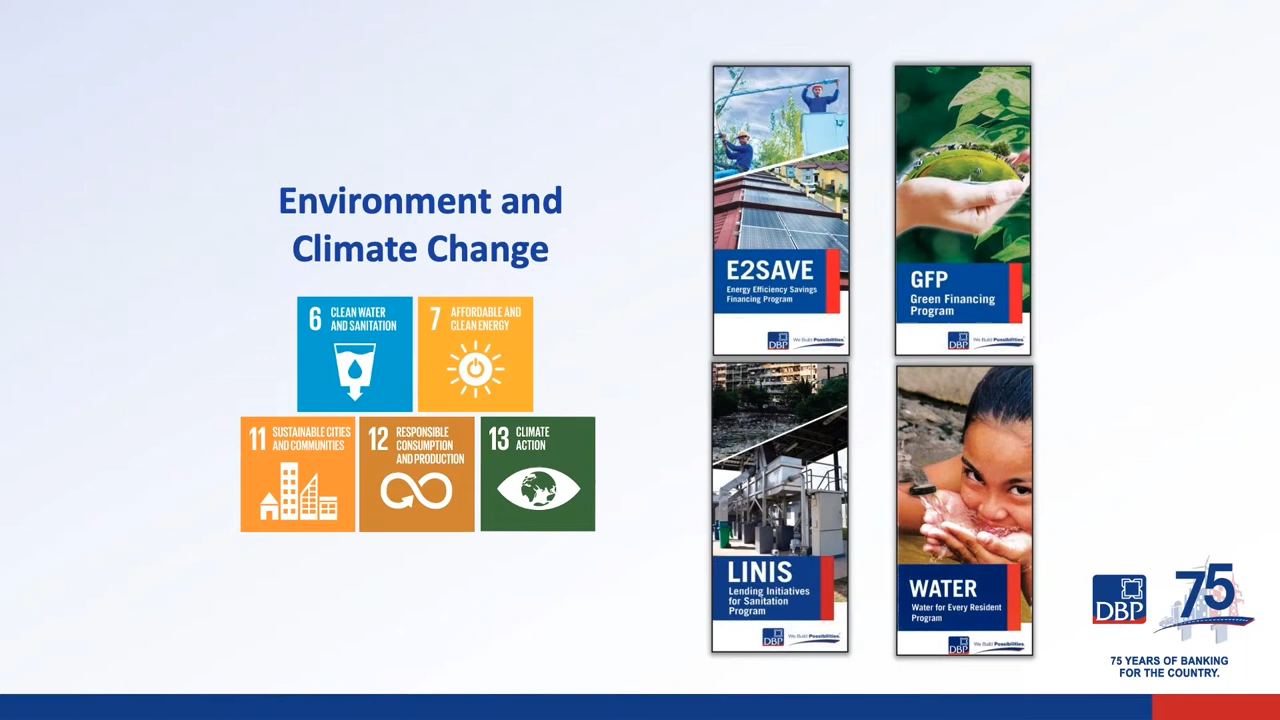 Environment and
Climate Change
6 CLEAN WATER
AND SANITATION
7 AFFORDABLE AND
CLEAN ENERGY
11 SUSTAINABLE CITIES
AND COMMUNITIES
12 RESPONSIBLE
CONSUMPTION
AND PRODUCTION
13 CLIMATE
ACTION
E2SAVE
Energy Efficiency Savings
Financing Program
DBP We Build Possibilities
GFP
Green Financing
Program
DBP We Build Possibilities
LINIS
Lending Initiatives
for Sanitation
Program
DBP We Build Possibilities
WATER
Water for Every Resident
Program
DBP We Build Possibilities
DBP 75
75 YEARS OF BANKING
FOR THE COUNTRY.